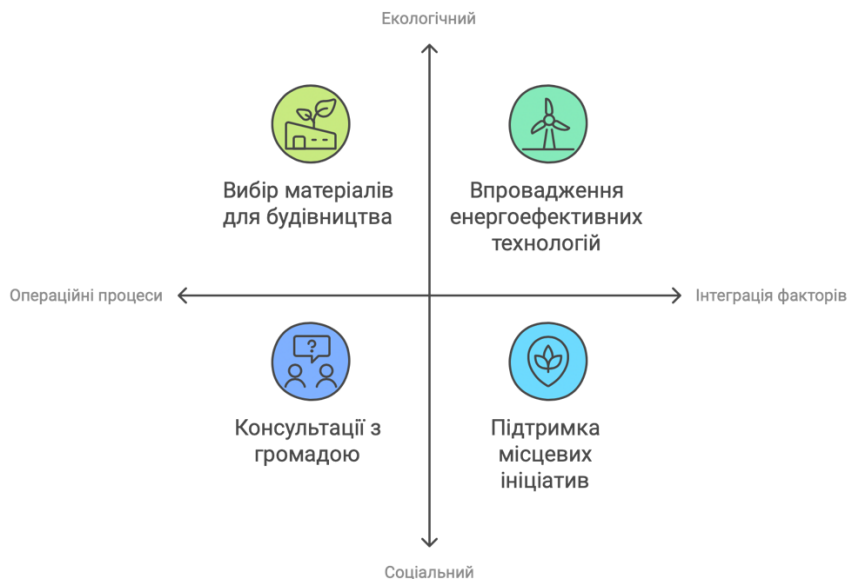 Екологічний
Вибір матеріалів
для будівництва
Впровадження
енергоефективних
технологій
Операційні процеси
Інтеграція факторів
?
Консультації з
громадою
Підтримка
місцевих
ініціатив
Соціальний